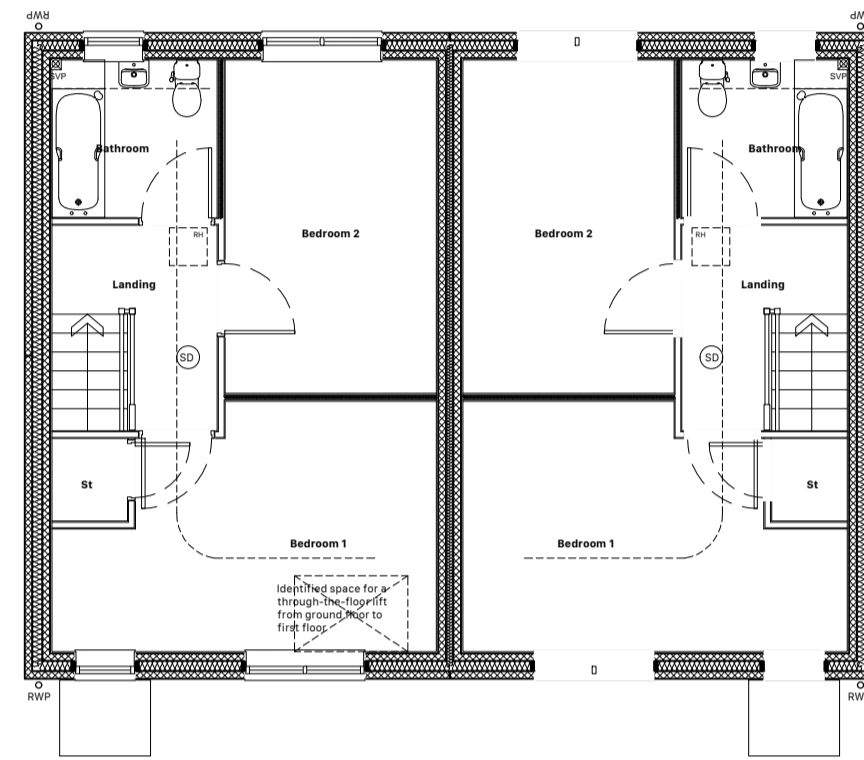 RWP
RWP
SVP
SVP
Bathroom
Bathroom
RH
RH
Bedroom 2
Bedroom 2
Landing
Landing
SD
SD
St
St
Bedroom 1
Bedroom 1
Identified space for a
through-the-floor lift
from ground floor to
first floor
RWP
RW